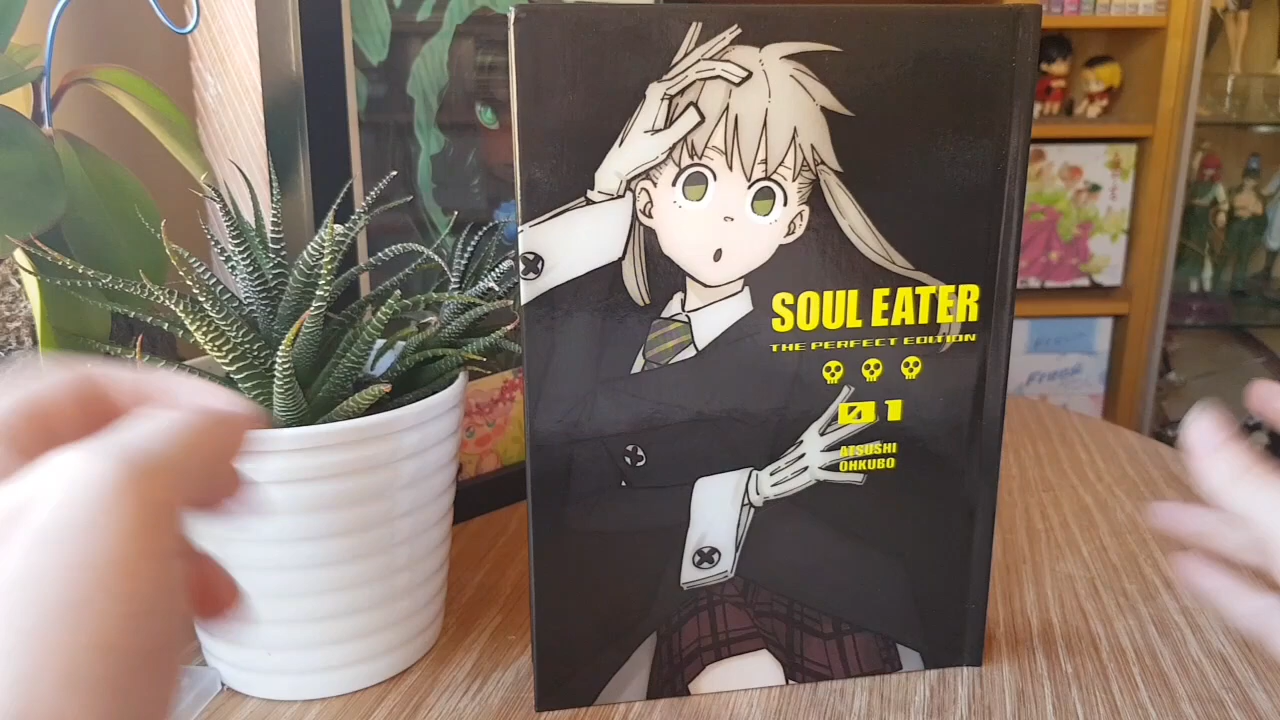 SOUL EATER
THE PERFECT EDITION
01
ATSUSHI
OHKUBO